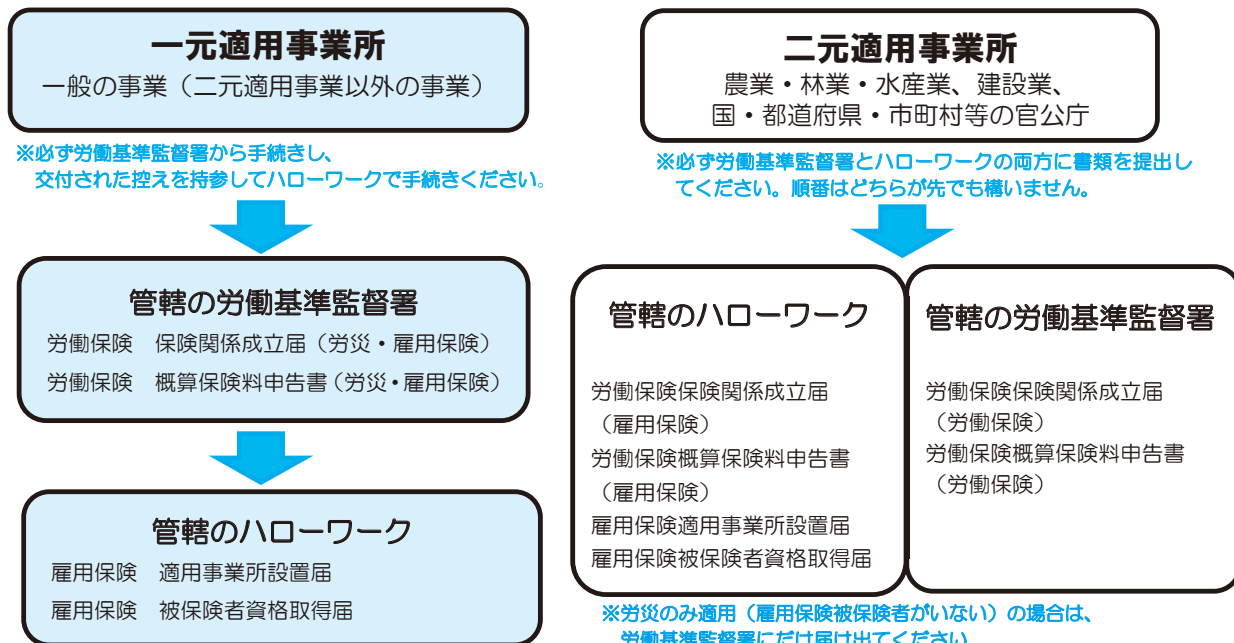 一元適用事業所
一般の事業（二元適用事業以外の事業）
※必ず労働基準監督署から手続きし、
交付された控えを持参してハローワークで手続きください。
管轄の労働基準監督署
労働保険　保険関係成立届（労災・雇用保険）
労働保険　概算保険料申告書（労災・雇用保険）
管轄のハローワーク
雇用保険　適用事業所設置届
雇用保険　被保険者資格取得届
二元適用事業所
農業・林業・水産業、建設業、
国・都道府県・市町村等の官公庁
※必ず労働基準監督署とハローワークの両方に書類を提出し
てください。順番はどちらが先でも構いません。
管轄のハローワーク
労働保険保険関係成立届
（雇用保険）
労働保険概算保険料申告書
（雇用保険）
雇用保険適用事業所設置届
雇用保険被保険者資格取得届
管轄の労働基準監督署
労働保険保険関係成立届
（労働保険）
労働保険概算保険料申告書
（労働保険）
※労災のみ適用（雇用保険被保険者がいない）の場合は、
労働基準監督署にだけ届け出てください